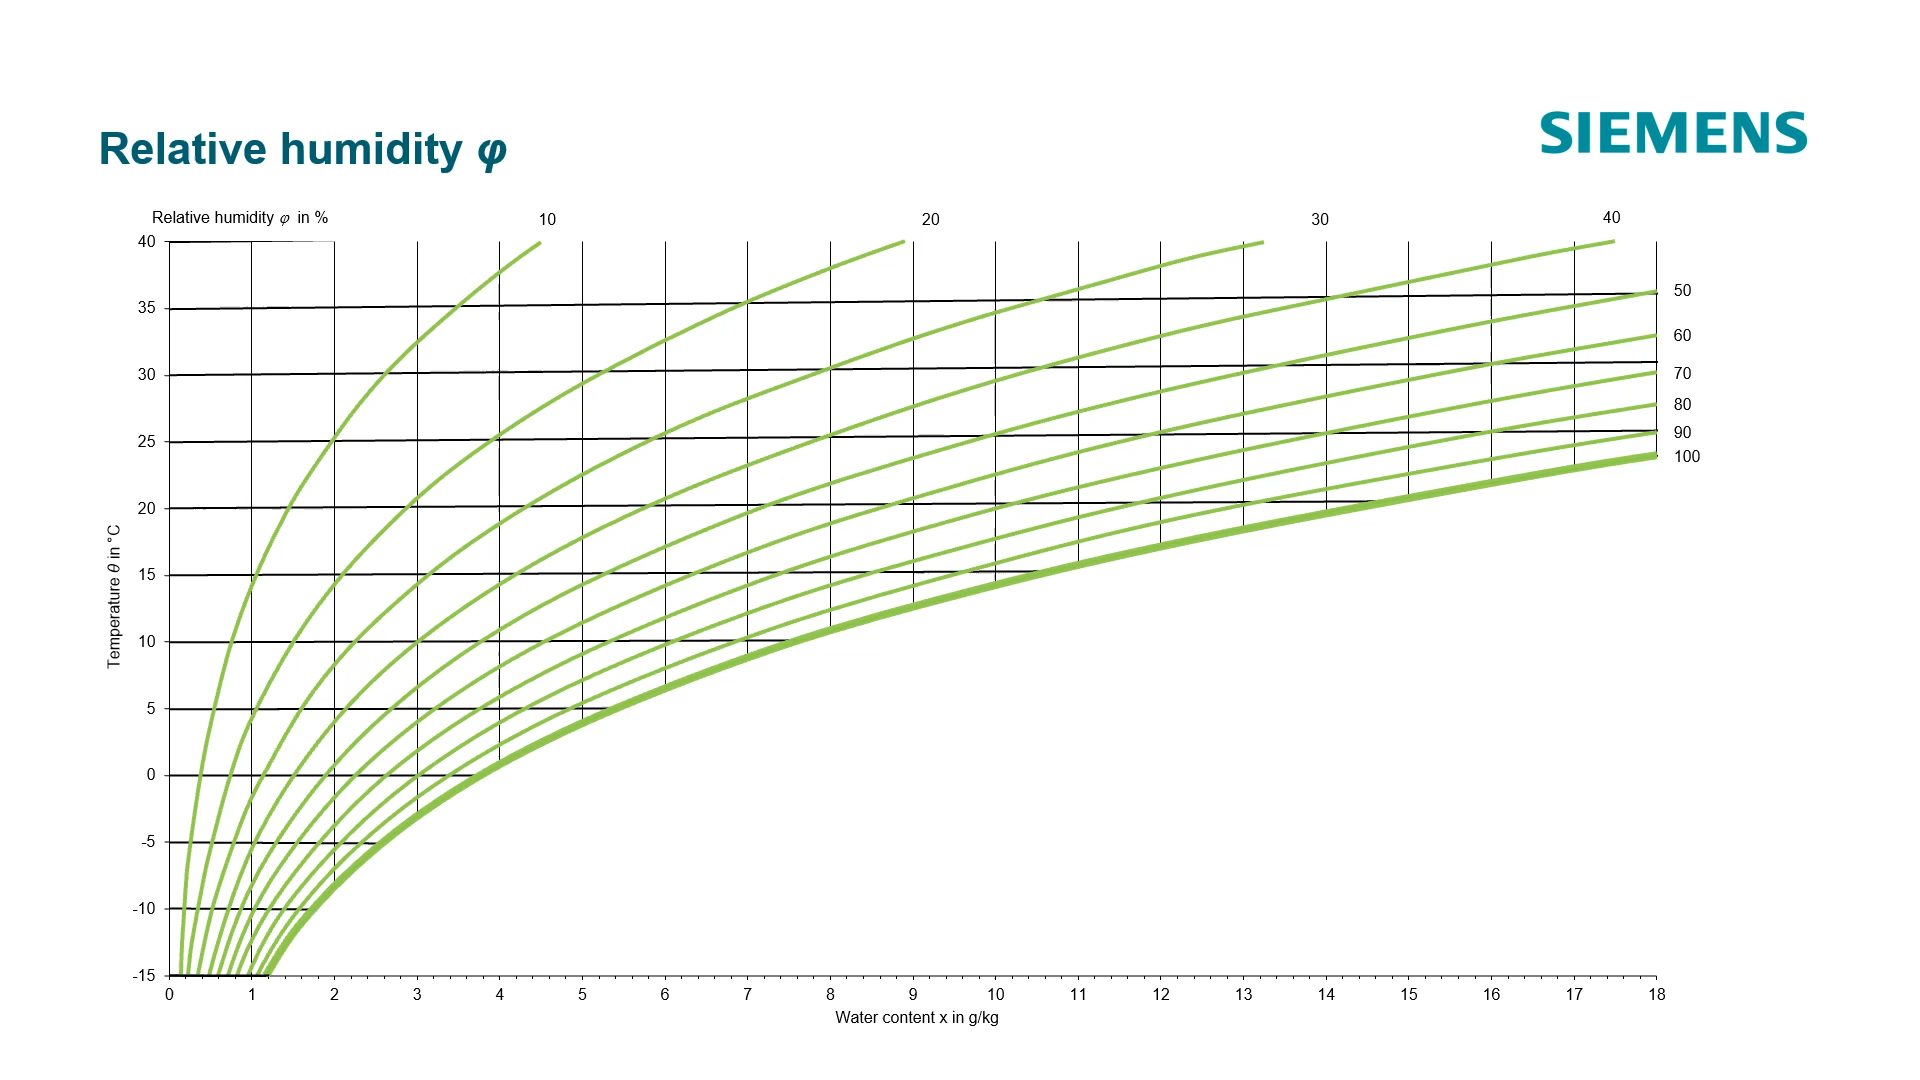 SIEMENS
Relative humidity φ
Relative humidity φ in %
10 20 30 40
40
35
30
25
20
15
10
5
0
-5
-10
-15
50
60
70
80
90
100
Temperature θ in °C
0 1 2 3 4 5 6 7 8 9 10 11 12 13 14 15 16 17 18
Water content x in g/kg